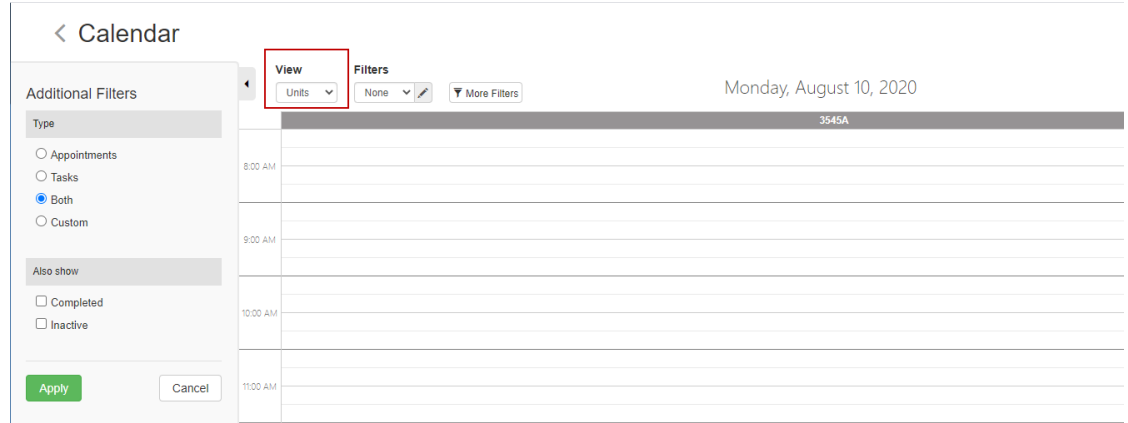 Calendar
Additional Filters
Type
Appointments
Tasks
Both
Custom
Also show
Completed
Inactive
Apply Cancel
View Filters
Units None More Filters
Monday, August 10, 2020
3545A
8:00 AM
9:00 AM
10:00 AM
11:00 AM